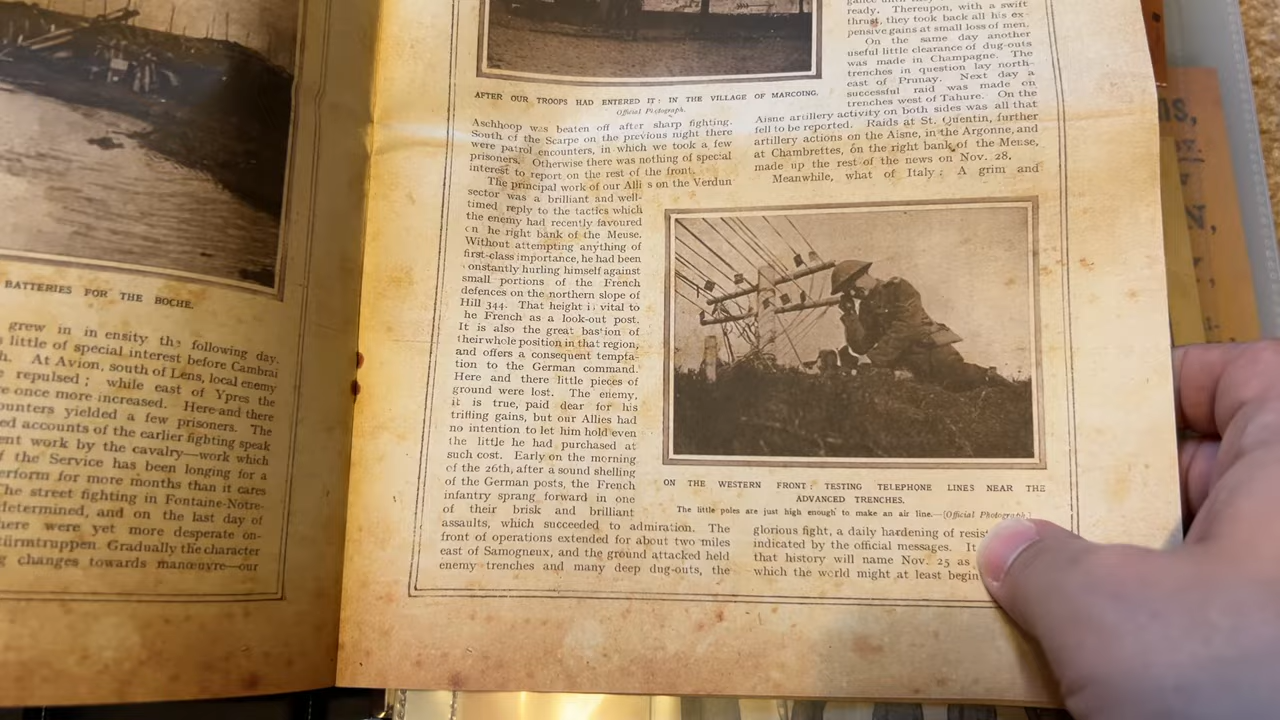 BATTERIES FOR THE BOCHE.
grew in in ensity the following day.
little of special interest before Cambrai
At Avion, south of Lens, local enemy
repulsed; while east of Ypres the
once more increased. Here and there
ounters yielded a few prisoners. The
ed accounts of the earlier fighting speak
ent work by the cavalry—work which
f the Service has been longing for a
erform for more months than it cares
he street fighting in Fontaine-Notre-
determined, and on the last day of
here were yet more desperate on-
türmtruppen. Gradually the character
g changes towards manœuvre—our
AFTER OUR TROOPS HAD ENTERED IT: IN THE VILLAGE OF MARCOING.
Official Photograph.
Aschhoop was beaten off after sharp fighting.
South of the Scarpe on the previous night there
were patrol encounters, in which we took a few
prisoners. Otherwise there was nothing of special
interest to report on the rest of the front.
The principal work of our Alli s on the Verdun
sector was a brilliant and well-
timed reply to the tactics which
the enemy had recently favoured
on he right bank of the Meuse.
Without attempting anything of
first-class importance, he had been
onstantly hurling himself against
small portions of the French
defences on the northern slope of
Hill 344. That height is vital to
he French as a look-out post.
It is also the great bastion of
their whole position in that region,
and offers a consequent tempta-
tion to the German command.
Here and there little pieces of
ground were lost. The enemy,
it is true, paid dear for his
trifling gains, but our Allies had
no intention to let him hold even
the little he had purchased at
such cost. Early on the morning
of the 26th, after a sound shelling
of the German posts, the French
infantry sprang forward in one
of their brisk and brilliant
assaults, which succeeded to admiration. The
front of operations extended for about two miles
east of Samogneux, and the ground attacked held
enemy trenches and many deep dug-outs, the
ready. Thereupon, with a swift
thrust, they took back all his ex-
pensive gains at small loss of men.
On the same day another
useful little clearance of dug-outs
was made in Champagne. The
trenches in question lay north-
east of Prunay. Next day a
successful raid was made on
trenches west of Tahure. On the
Aisne artillery activity on both sides was all that
fell to be reported. Raids at St. Quentin, further
artillery actions on the Aisne, in the Argonne, and
at Chambrettes, on the right bank of the Meuse,
made up the rest of the news on Nov. 28.
Meanwhile, what of Italy? A grim and
ON THE WESTERN FRONT: TESTING TELEPHONE LINES NEAR THE
ADVANCED TRENCHES.
The little poles are just high enough to make an air line.—[Official Photograph.]
glorious fight, a daily hardening of resist
indicated by the official messages. It
that history will name Nov. 25 as
which the world might at least begin